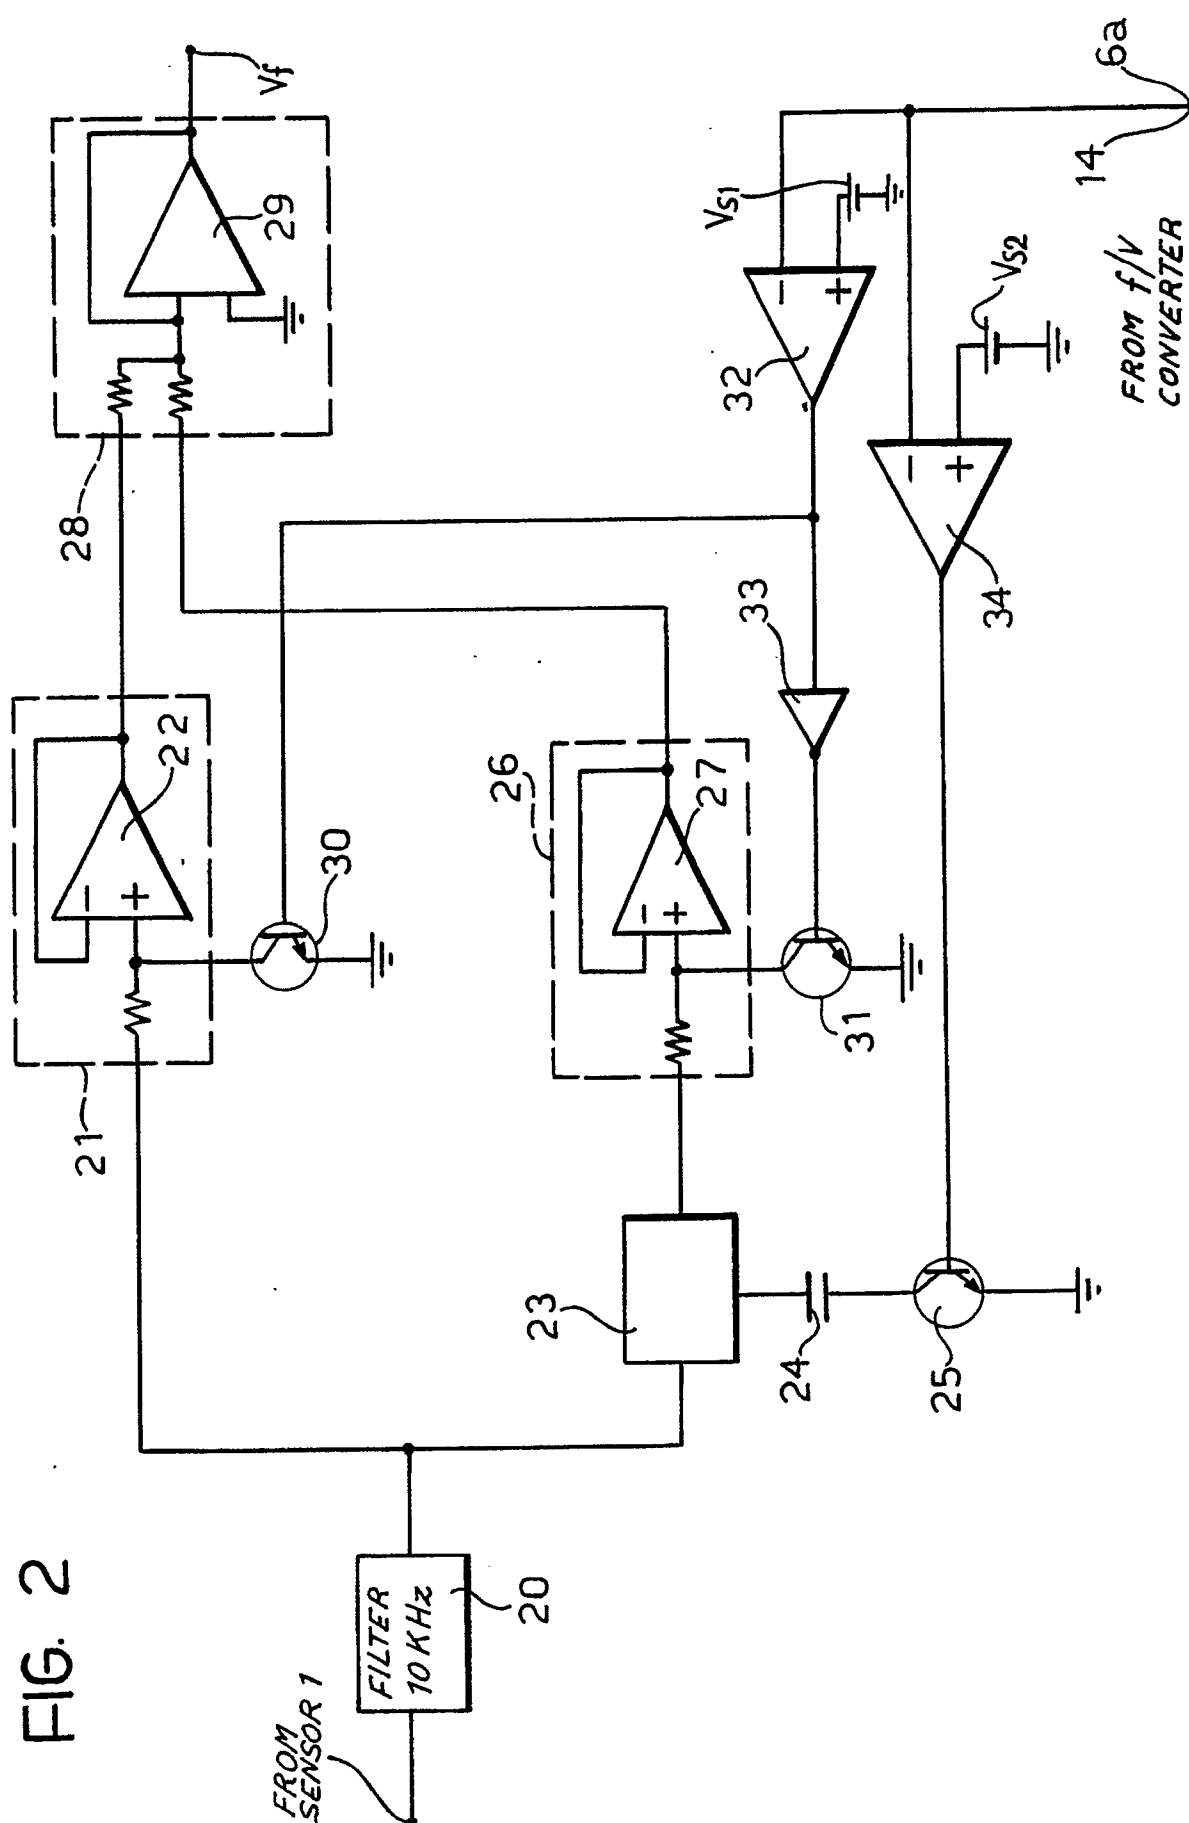 FIG. 2
FROM
SENSOR 1
FILTER
10 KHz
20
21
22
23
24
25
26
27
28
29
Vf
30
31
32
33
34
VS1
VS2
-
+
-
+
-
+
-
+
FROM f/V
CONVERTER
14
6a